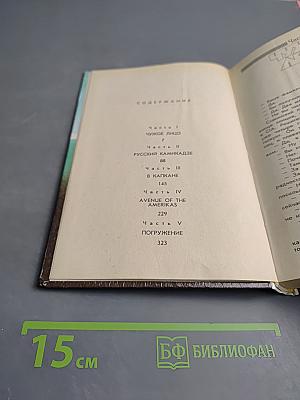 СОДЕРЖАНИЕ
Часть I
ЧУЖОЕ ЛИЦО
7
Часть II
РУССКИЙ КАМИКАДЗЕ
88
Часть III
В КАПКАНЕ
145
Часть IV
AVENUE OF THE
AMERIKAS
229
Часть V
ПОГРУЖЕНИЕ
323
15 см
БФ БИБЛИОФАН